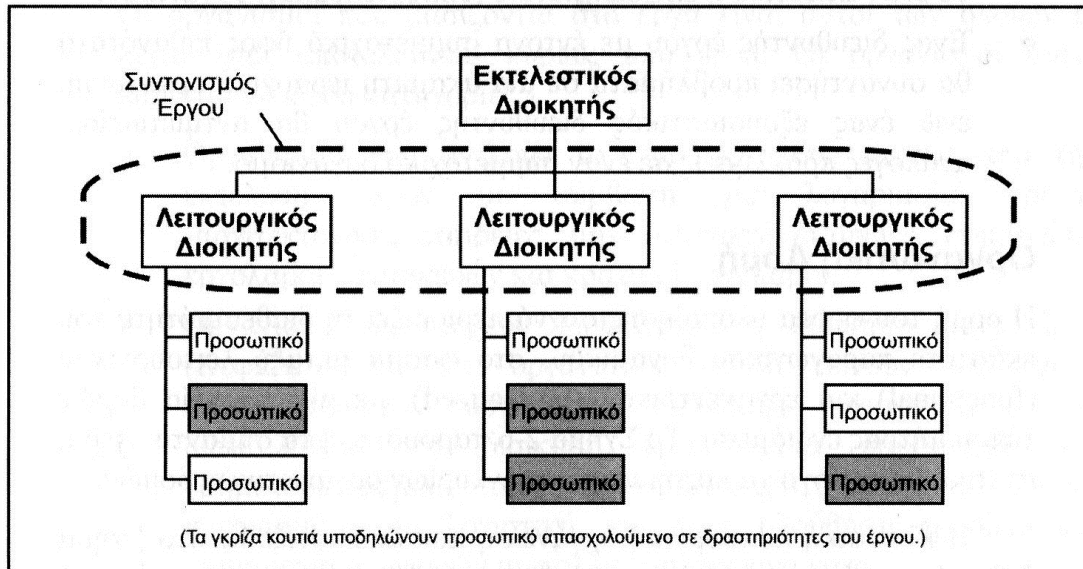 Συντονισμός
Έργου
Εκτελεστικός
Διοικητής
Λειτουργικός
Διοικητής
Λειτουργικός
Διοικητής
Λειτουργικός
Διοικητής
Προσωπικό
Προσωπικό
Προσωπικό
Προσωπικό
Προσωπικό
Προσωπικό
Προσωπικό
Προσωπικό
Προσωπικό
(Τα γκρίζα κουτιά υποδηλώνουν προσωπικό απασχολούμενο σε δραστηριότητες του έργου.)